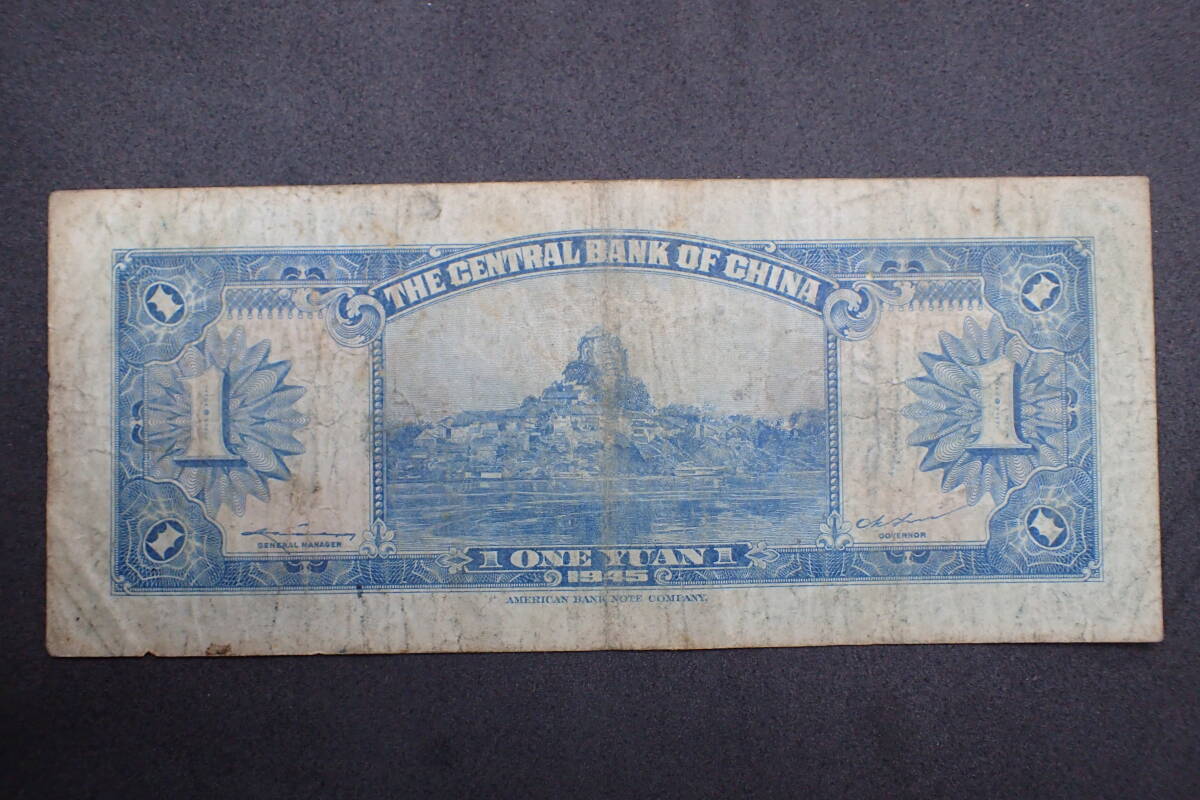 THE CENTRAL BANK OF CHINA
1
1
GENERAL MANAGER
GOVERNOR
1 ONE YUAN 1
1945
AMERICAN BANK NOTE COMPANY.